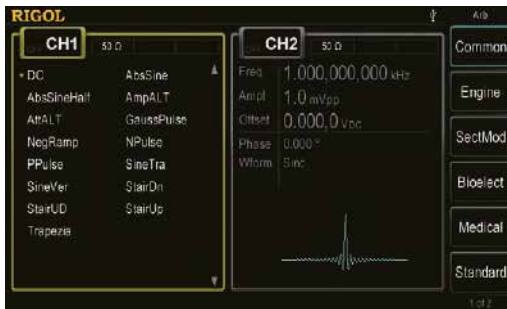 RIGOL
Arb
CH1 50 Ω
DC AbsSine
AbsSineHalf AmpALT
AttALT GaussPulse
NegRamp NPulse
PPulse SineTra
SineVer StairDn
StairUD StairUp
Trapezia
CH2 50 Ω
Freq 1.000,000,000 kHz
Ampl 1.0 mVpp
Offset 0.000,0 VDC
Phase 0.000 °
Wform Sinc
Common
Engine
SectMod
Bioelect
Medical
Standard
1 of 2